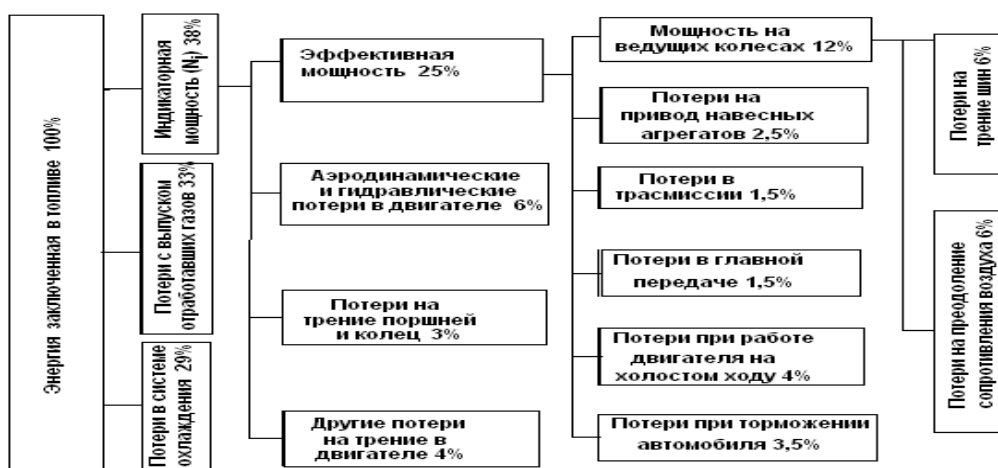 Энергия заключенная в топливе 100%
Индикаторная
мощность (Ni) 38%
Потери с выпуском
отработавших газов 33%
Потери в системе
охлаждения 29%
Эффективная
мощность 25%
Аэродинамические
и гидравлические
потери в двигателе 6%
Потери на
трение поршней
и колец 3%
Другие потери
на трение в
двигателе 4%
Мощность на
ведущих колесах 12%
Потери на
привод навесных
агрегатов 2,5%
Потери в
трасмиссии 1,5%
Потери в главной
передаче 1,5%
Потери при работе
двигателя на
холостом ходу 4%
Потери при торможении
автомобиля 3,5%
Потери на
трение шин 6%
Потери на преодоление
сопротивления воздуха 6%